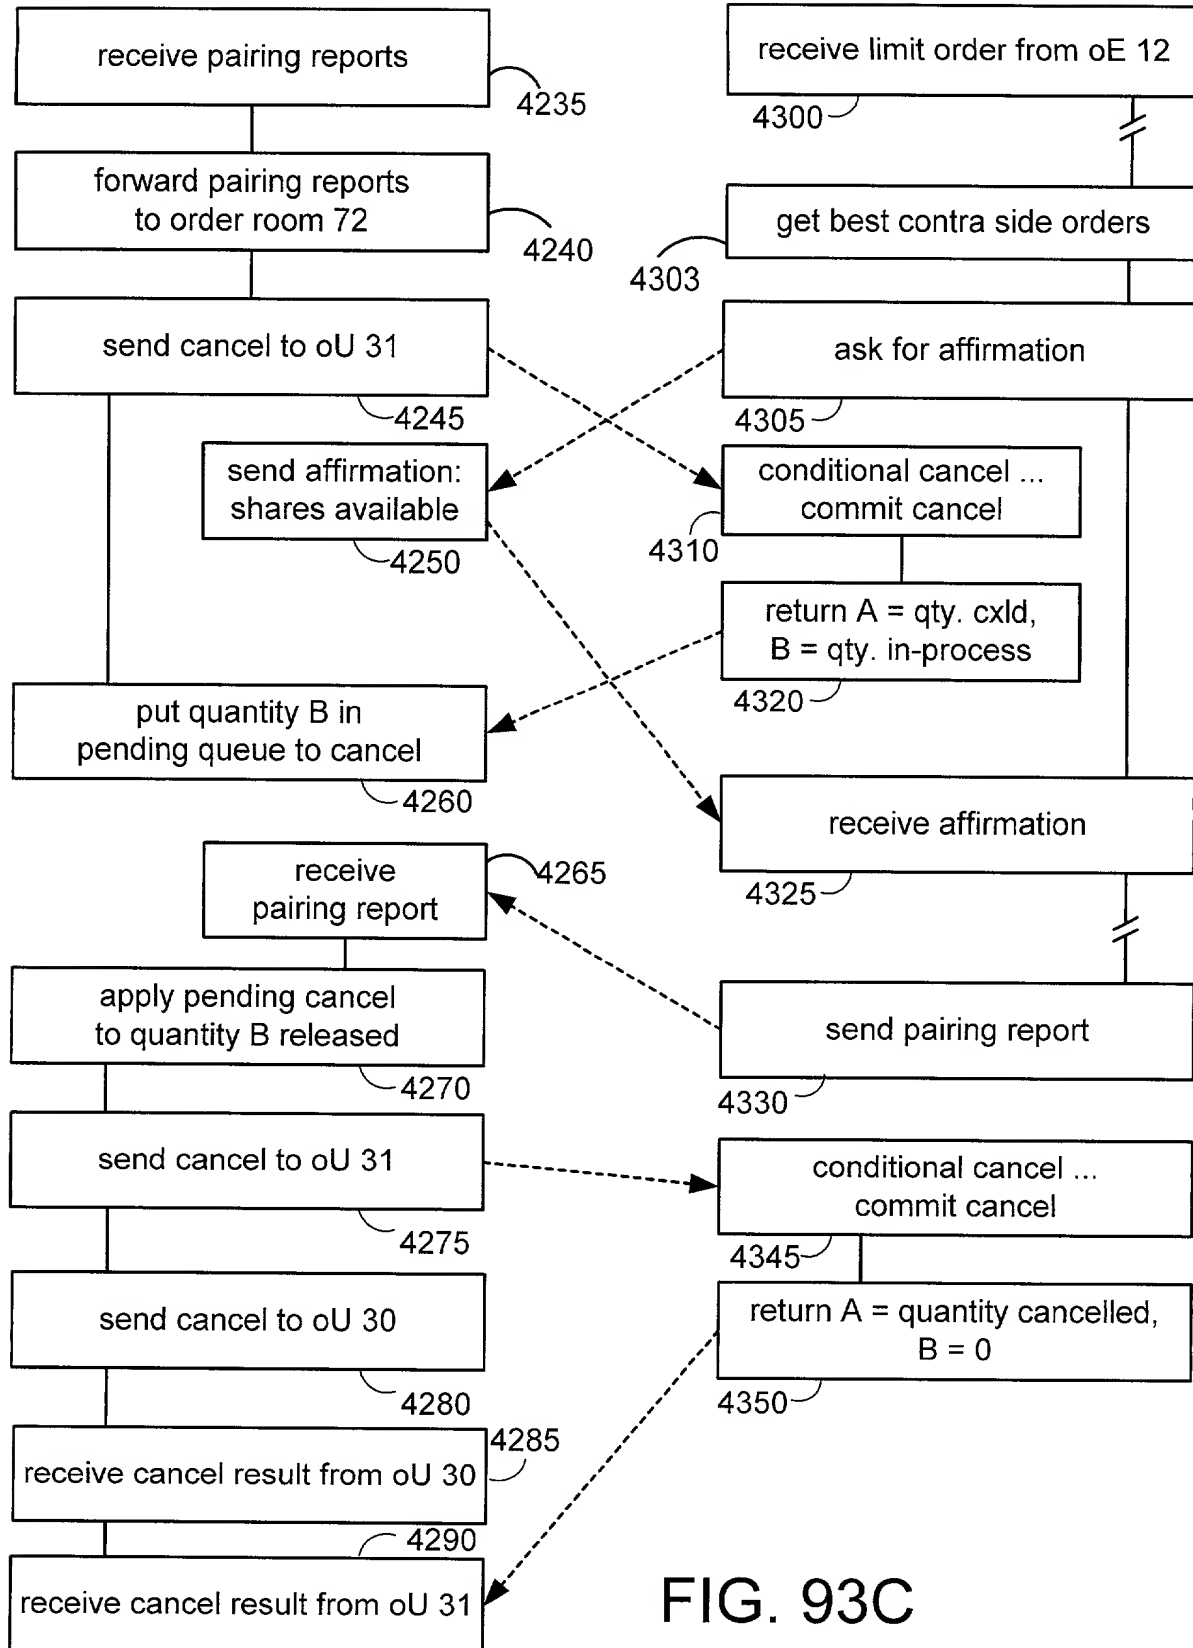 receive pairing reports
4235
receive limit order from oE 12
4300
forward pairing reports
to order room 72
4240
get best contra side orders
4303
send cancel to oU 31
4245
ask for affirmation
4305
send affirmation:
shares available
4250
conditional cancel ...
commit cancel
4310
return A = qty. cxld,
B = qty. in-process
4320
put quantity B in
pending queue to cancel
4260
receive affirmation
4325
receive
pairing report
4265
apply pending cancel
to quantity B released
4270
send pairing report
4330
send cancel to oU 31
4275
conditional cancel ...
commit cancel
4345
send cancel to oU 30
4280
return A = quantity cancelled,
B = 0
4350
receive cancel result from oU 30
4285
receive cancel result from oU 31
4290
FIG. 93C